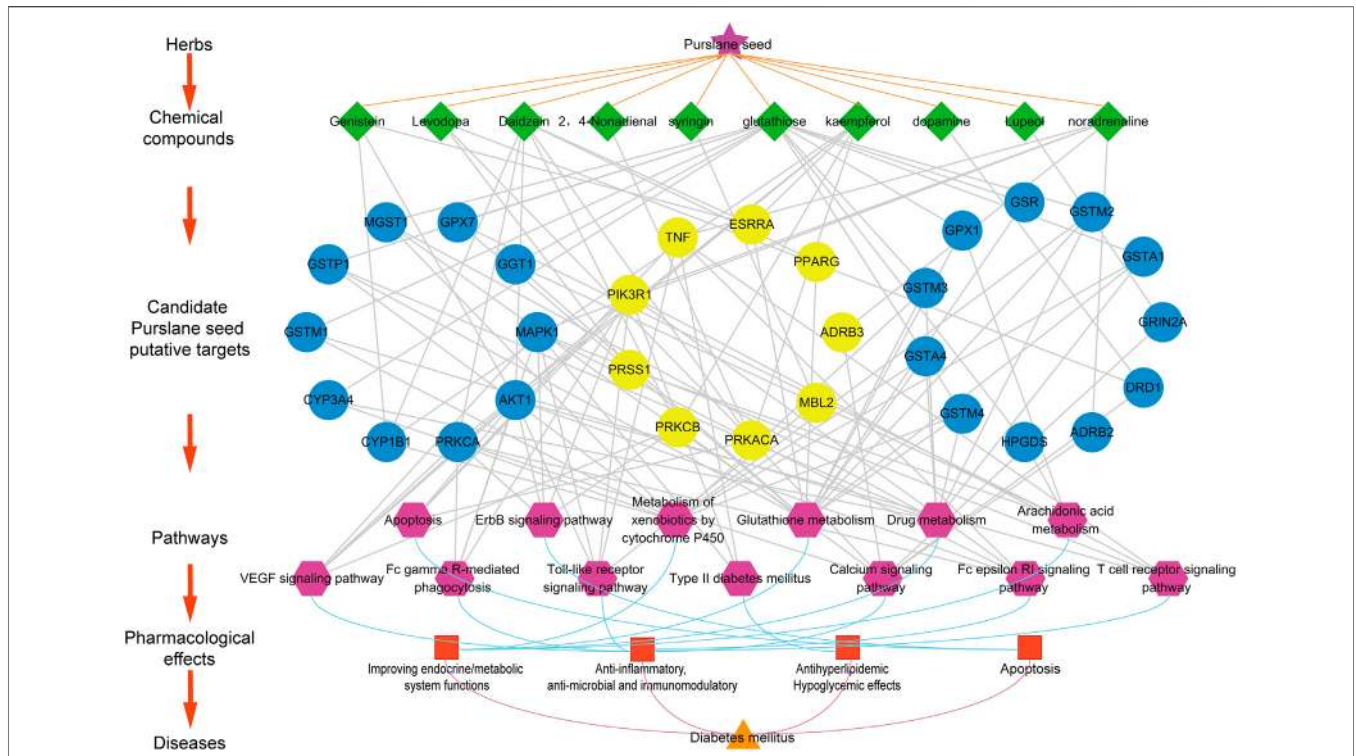 Herbs
Purslane seed
Chemical
compounds
Genistein
Levodopa
Daidzein
2，4-Nonadienal
syringin
glutathiose
kaempferol
dopamine
Lupeol
noradrenaline
Candidate
Purslane seed
putative targets
MGST1
GPX7
TNF
ESRRA
GPX1
GSR
GSTM2
GSTP1
GGT1
PPARG
GSTA1
PIK3R1
GSTM3
GSTM1
MAPK1
ADRB3
GRIN2A
PRSS1
GSTA4
CYP3A4
AKT1
MBL2
GSTM4
DRD1
CYP1B1
PRKCA
PRKCB
PRKACA
HPGDS
ADRB2
Pathways
Apoptosis
ErbB signaling pathway
Metabolism of
xenobiotics by
cytochrome P450
Glutathione metabolism
Drug metabolism
Arachidonic acid
metabolism
VEGF signaling pathway
Fc gamma R-mediated
phagocytosis
Toll-like receptor
signaling pathway
Type II diabetes mellitus
Calcium signaling
pathway
Fc epsilon RI signaling
pathway
T cell receptor signaling
pathway
Pharmacological
effects
Improving endocrine/metabolic
system functions
Anti-inflammatory,
anti-microbial and immunomodulatory
Antihyperlipidemic
Hypoglycemic effects
Apoptosis
Diseases
Diabetes mellitus